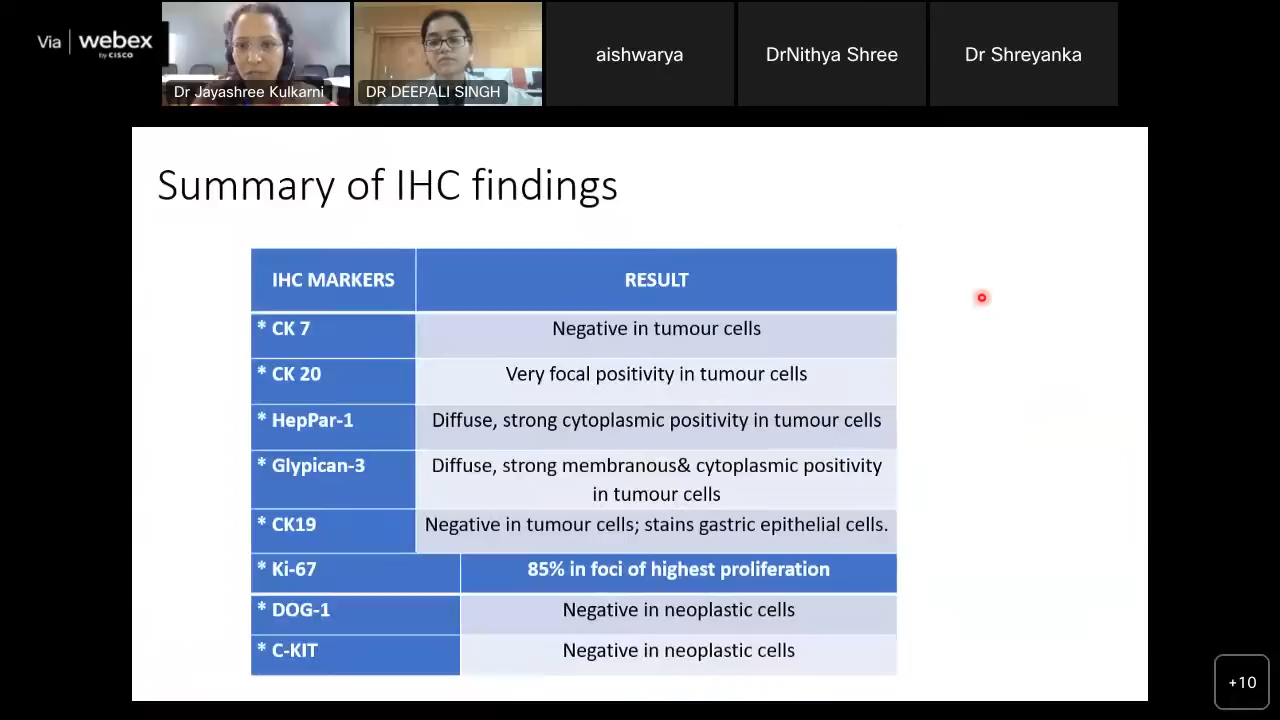 Via webex
by CISCO
Dr Jayashree Kulkarni
DR DEEPALI SINGH
aishwarya
DrNithya Shree
Dr Shreyanka
Summary of IHC findings
IHC MARKERS RESULT
* CK 7 Negative in tumour cells
* CK 20 Very focal positivity in tumour cells
* HepPar-1 Diffuse, strong cytoplasmic positivity in tumour cells
* Glypican-3 Diffuse, strong membranous& cytoplasmic positivity
in tumour cells
* CK19 Negative in tumour cells; stains gastric epithelial cells.
* Ki-67 85% in foci of highest proliferation
* DOG-1 Negative in neoplastic cells
* C-KIT Negative in neoplastic cells
+10